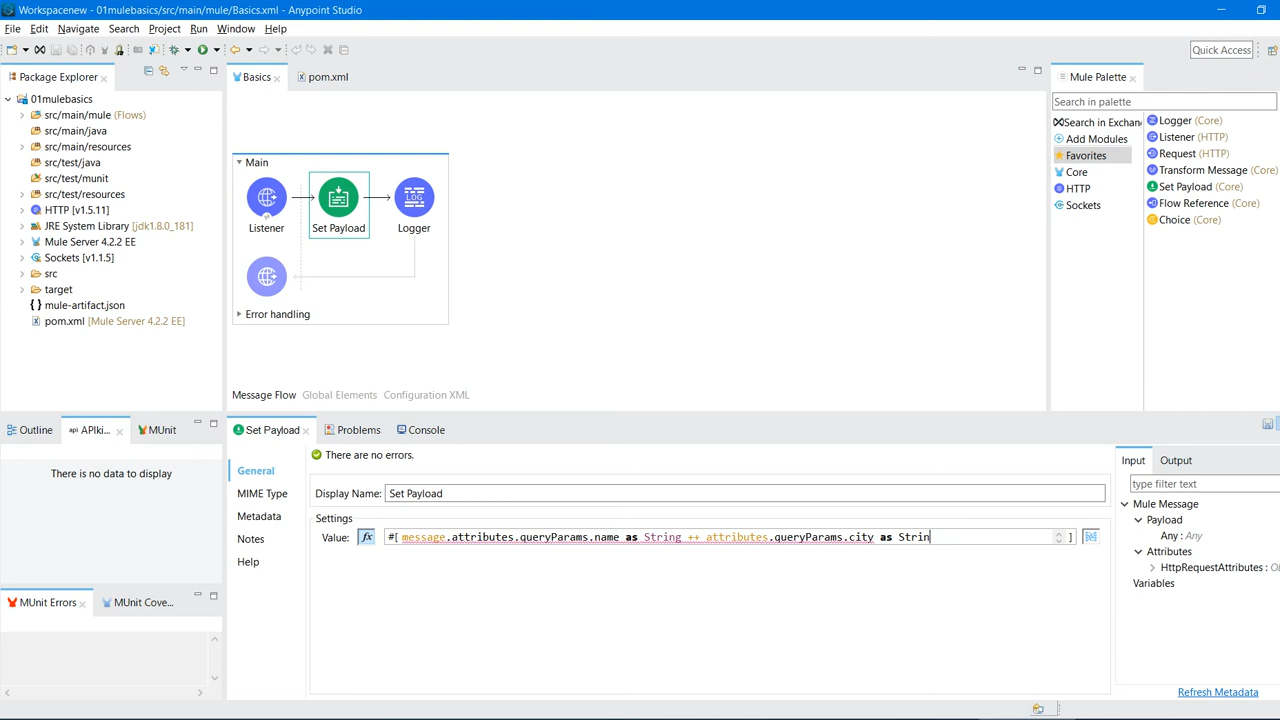 Workspacenew - 01mulebasics/src/main/mule/Basics.xml - Anypoint Studio
File Edit Navigate Search Project Run Window Help
Quick Access
Package Explorer
01mulebasics
src/main/mule (Flows)
src/main/java
src/main/resources
src/test/java
src/test/munit
src/test/resources
HTTP [v1.5.11]
JRE System Library [jdk1.8.0_181]
Mule Server 4.2.2 EE
Sockets [v1.1.5]
src
target
mule-artifact.json
pom.xml [Mule Server 4.2.2 EE]
Basics pom.xml
Main
Listener Set Payload LOG Logger
Error handling
Message Flow Global Elements Configuration XML
Mule Palette
Search in palette
Search in Exchan
Add Modules
Favorites
Core
HTTP
Sockets
Logger (Core)
Listener (HTTP)
Request (HTTP)
Transform Message (Core)
Set Payload (Core)
Flow Reference (Core)
Choice (Core)
Outline api APIki... MUnit
There is no data to display
MUnit Errors MUnit Cove...
Set Payload Problems Console
There are no errors.
General
MIME Type
Metadata
Notes
Help
Display Name: Set Payload
Settings
Value: fx #[ message.attributes.queryParams.name as String ++ attributes.queryParams.city as Strin ]
Input Output
type filter text
Mule Message
Payload
Any : Any
Attributes
HttpRequestAttributes :
Variables
Refresh Metadata